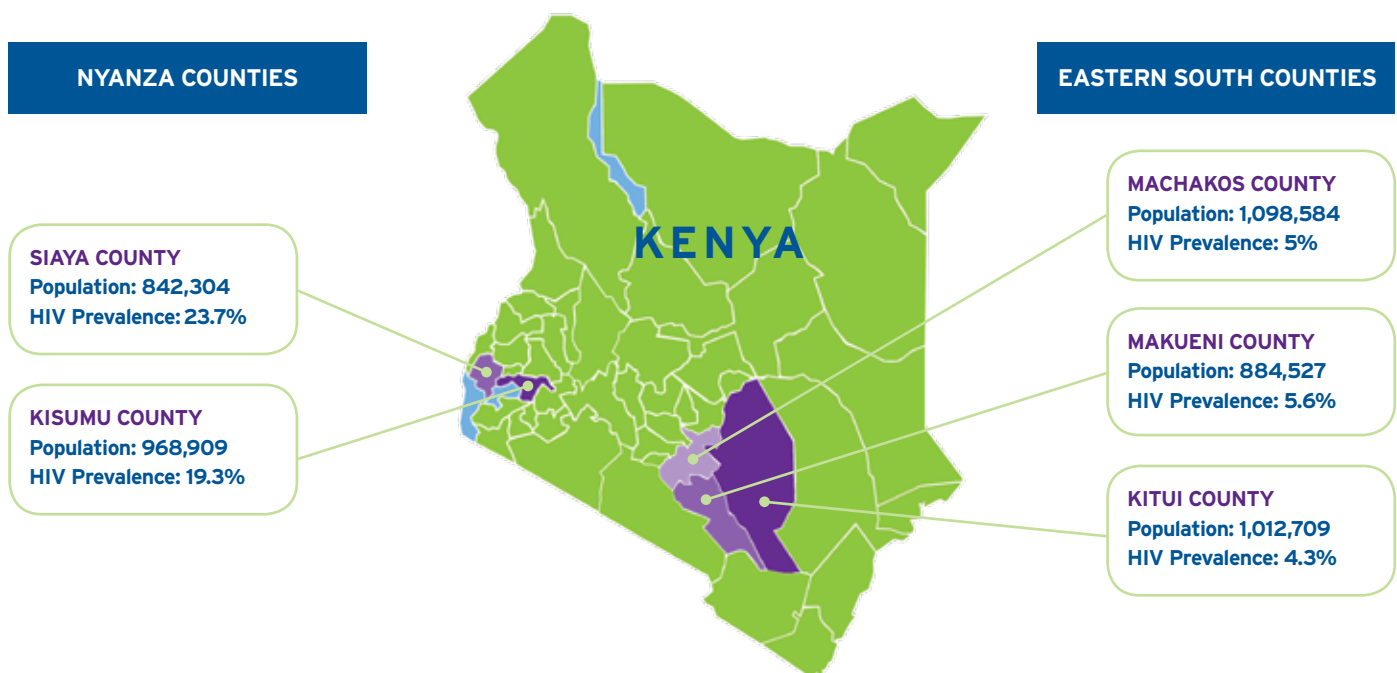 NYANZA COUNTIES
SIAYA COUNTY
Population: 842,304
HIV Prevalence: 23.7%
KISUMU COUNTY
Population: 968,909
HIV Prevalence: 19.3%
KENYA
EASTERN SOUTH COUNTIES
MACHAKOS COUNTY
Population: 1,098,584
HIV Prevalence: 5%
MAKUENI COUNTY
Population: 884,527
HIV Prevalence: 5.6%
KITUI COUNTY
Population: 1,012,709
HIV Prevalence: 4.3%